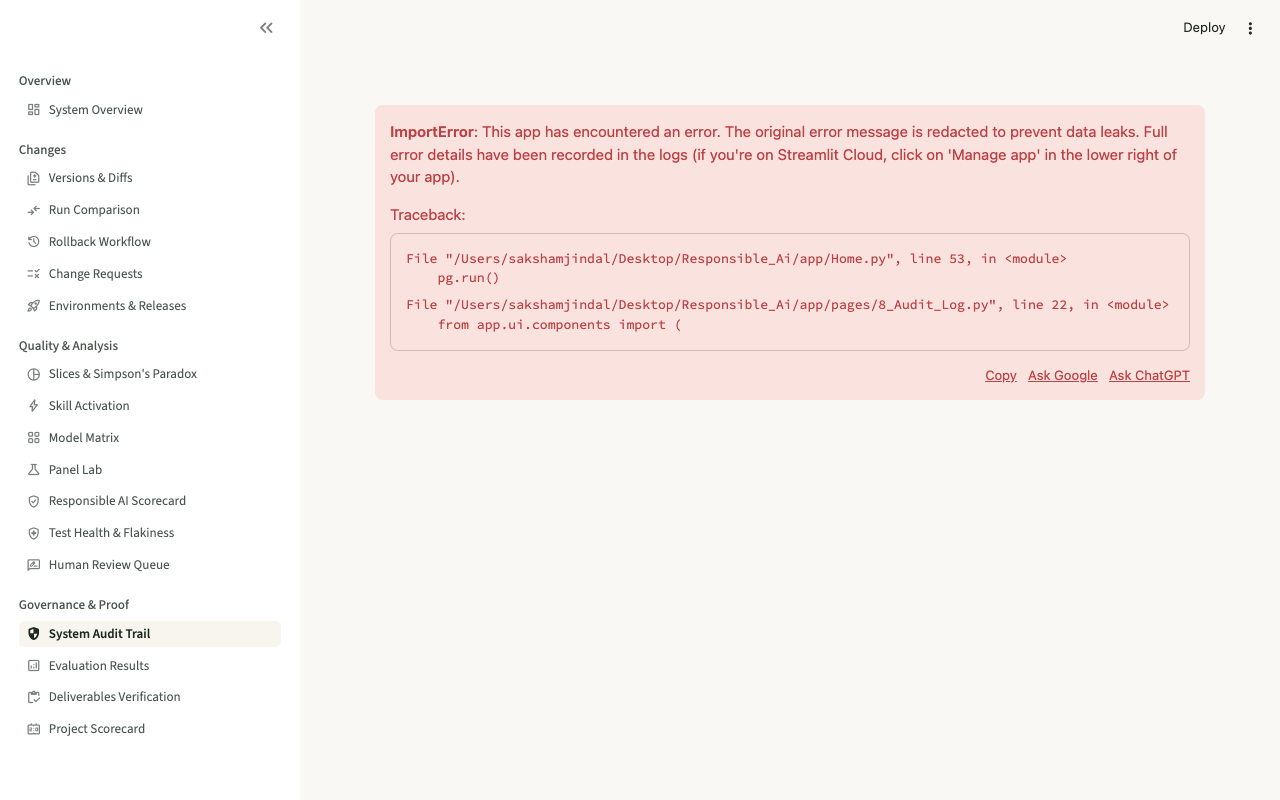 Deploy
Overview
System Overview
Changes
Versions & Diffs
Run Comparison
Rollback Workflow
Change Requests
Environments & Releases
Quality & Analysis
Slices & Simpson's Paradox
Skill Activation
Model Matrix
Panel Lab
Responsible AI Scorecard
Test Health & Flakiness
Human Review Queue
Governance & Proof
System Audit Trail
Evaluation Results
Deliverables Verification
Project Scorecard
ImportError: This app has encountered an error. The original error message is redacted to prevent data leaks. Full
error details have been recorded in the logs (if you're on Streamlit Cloud, click on 'Manage app' in the lower right of
your app).
Traceback:
File "/Users/sakshamjindal/Desktop/Responsible_Ai/app/Home.py", line 53, in <module>
    pg.run()
File "/Users/sakshamjindal/Desktop/Responsible_Ai/app/pages/8_Audit_Log.py", line 22, in <module>
    from app.ui.components import (
Copy Ask Google Ask ChatGPT